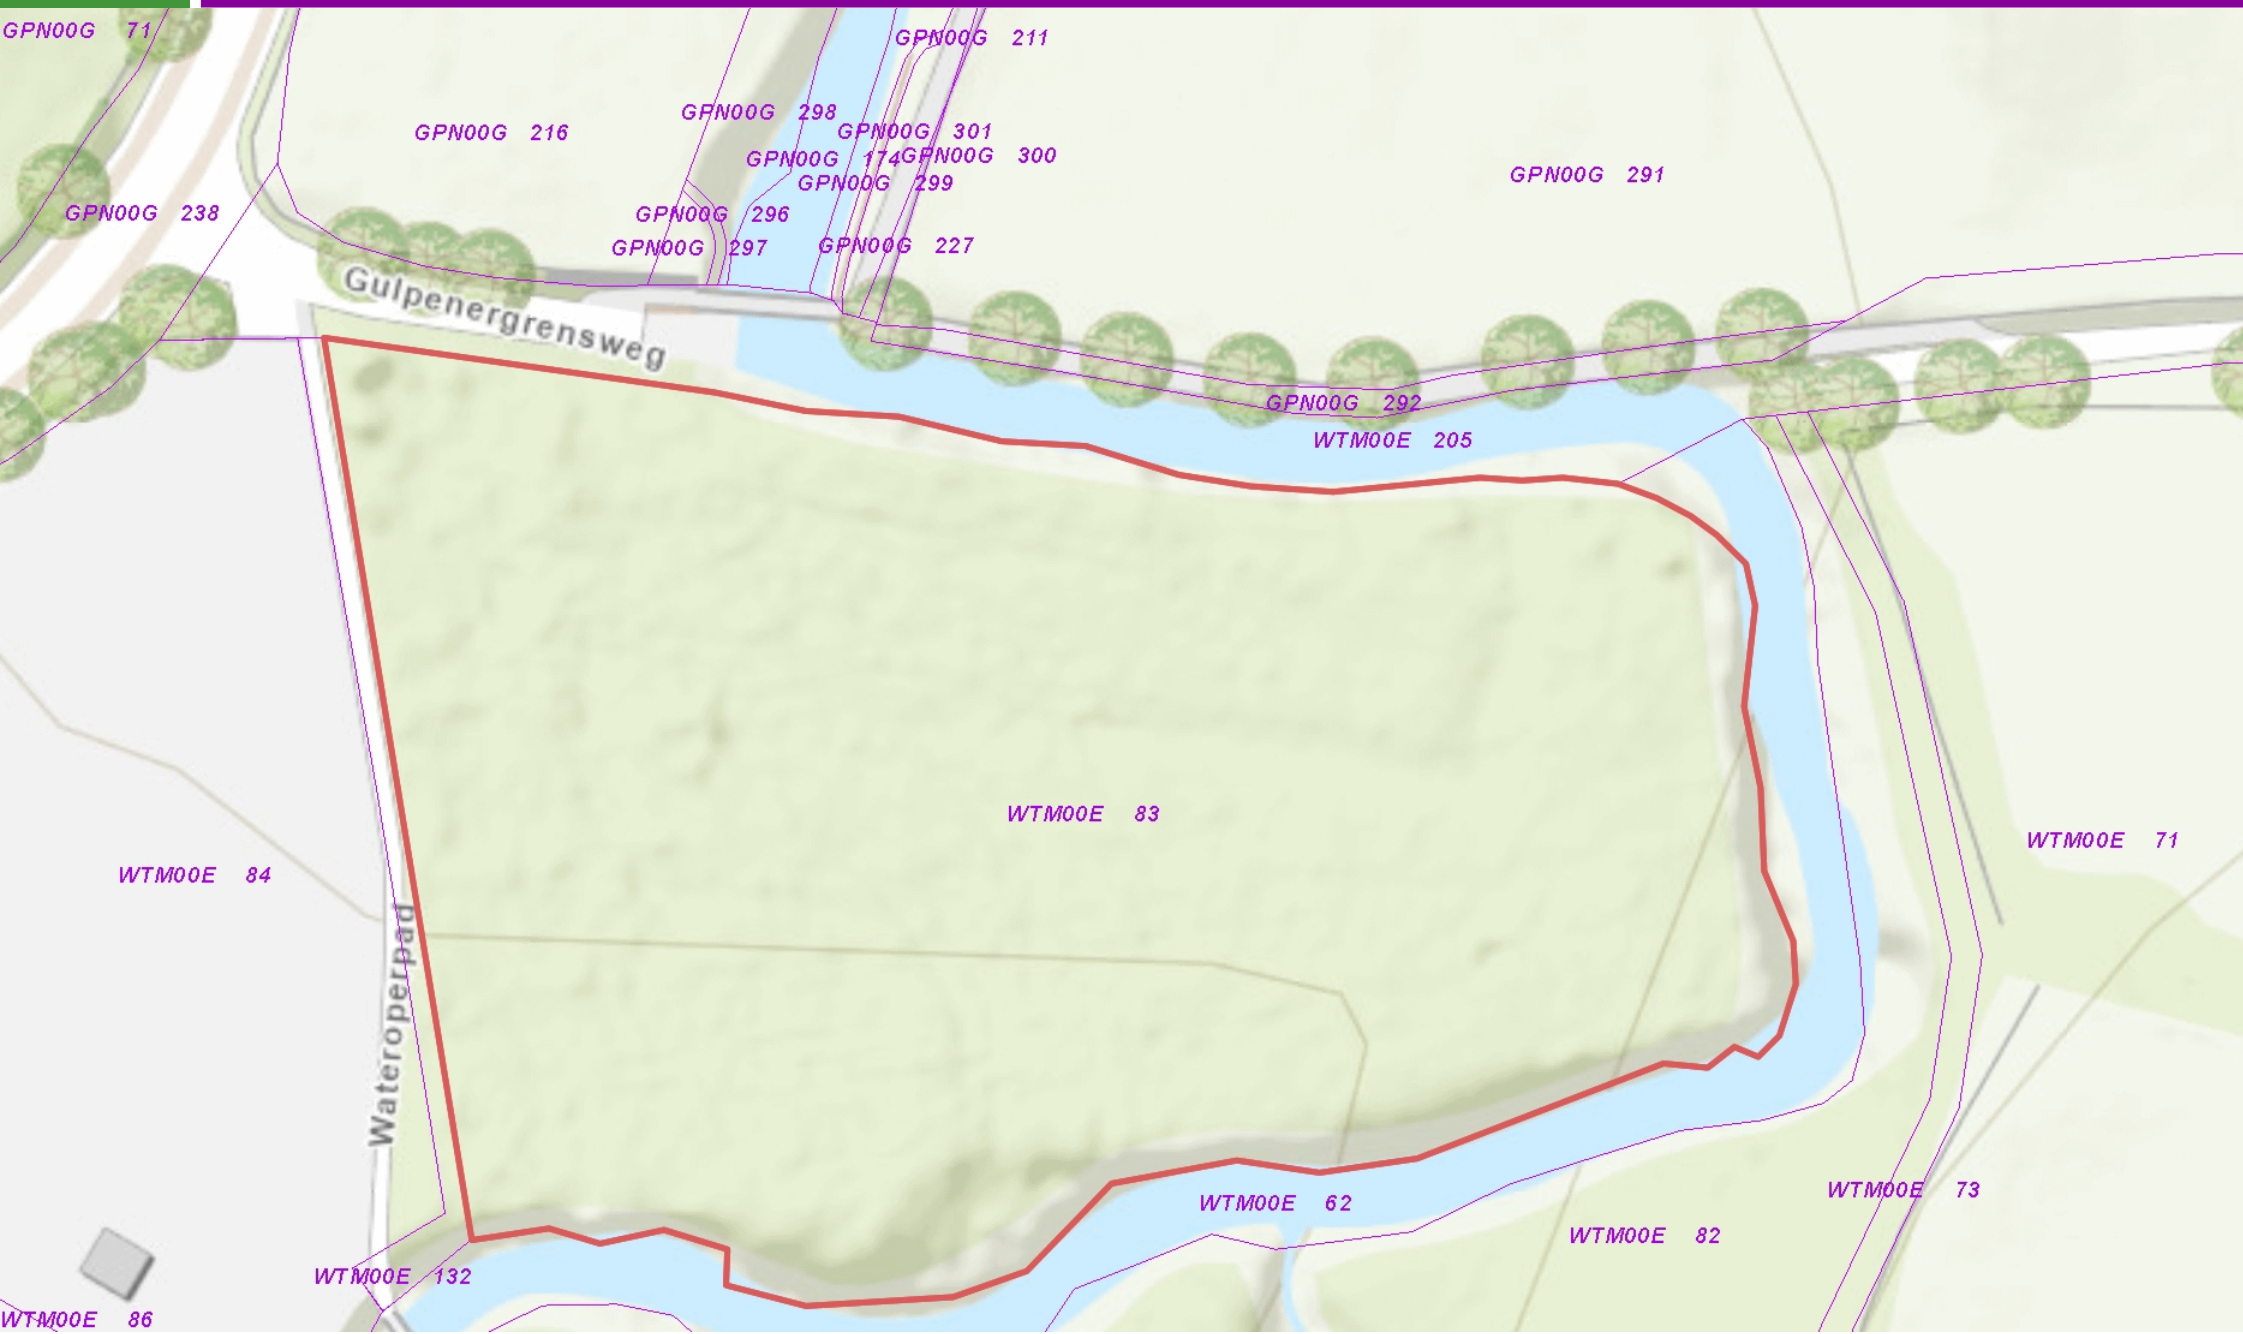 GPN00G 71
GPN00G 211
GPN00G 298
GPN00G 216
GPN00G 301
GPN00G 174
GPN00G 300
GPN00G 291
GPN00G 299
GPN00G 238
GPN00G 296
GPN00G 297
GPN00G 227
Gulpenergrensweg
GPN00G 292
WTM00E 205
WTM00E 83
WTM00E 71
WTM00E 84
Wateroperpad
WTM00E 73
WTM00E 62
WTM00E 82
WTM00E 132
WTM00E 86